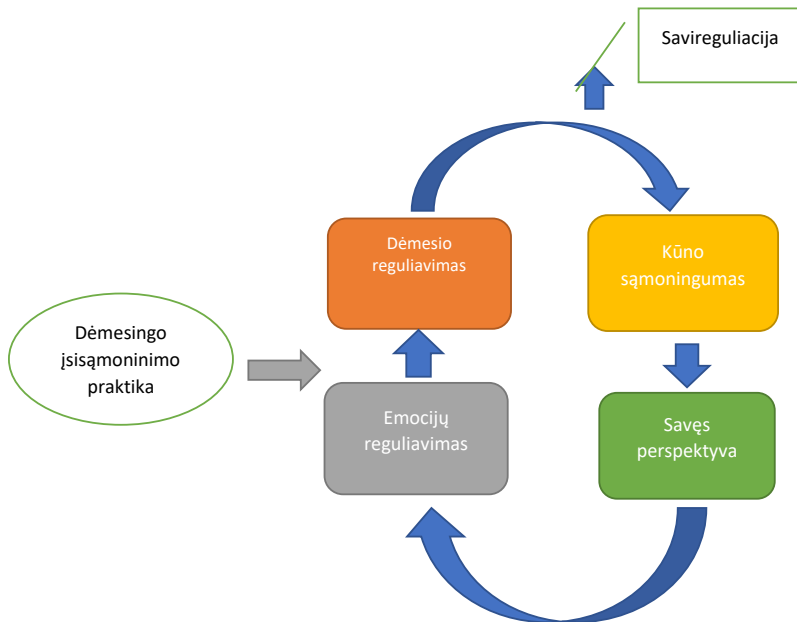 Savireguliacija
Dėmesio
reguliavimas
Kūno
sąmoningumas
Dėmesingo
įsisąmoninimo
praktika
Emocijų
reguliavimas
Savęs
perspektyva